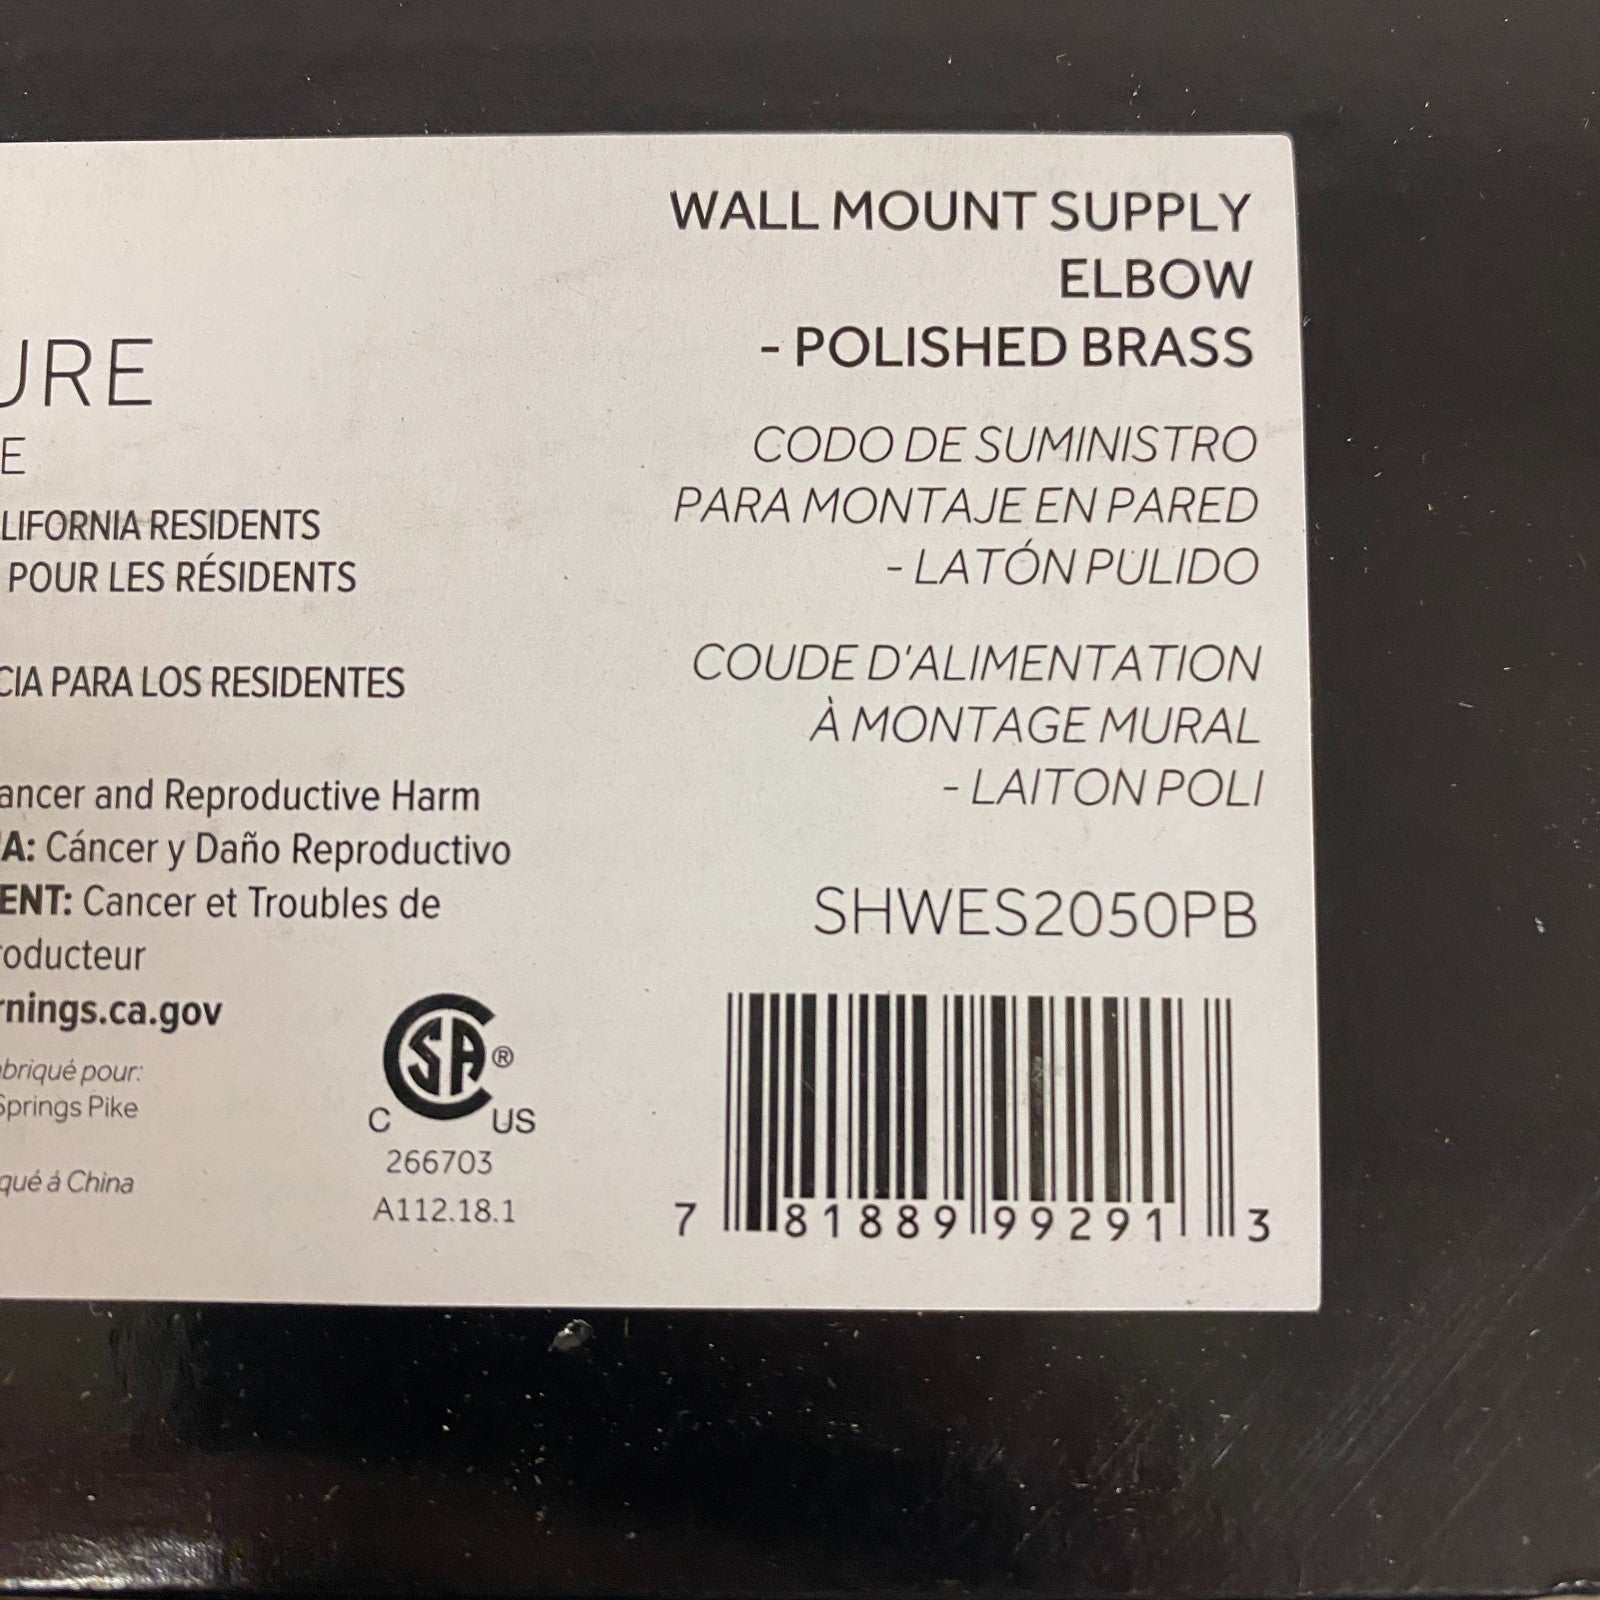 URE
E
LIFORNIA RESIDENTS
POUR LES RÉSIDENTS
CIA PARA LOS RESIDENTES
ancer and Reproductive Harm
A: Cáncer y Daño Reproductivo
ENT: Cancer et Troubles de
oducteur
rnings.ca.gov
briqué pour:
Springs Pike
qué á China
CSA®
C US
266703
A112.18.1
WALL MOUNT SUPPLY
ELBOW
- POLISHED BRASS
CODO DE SUMINISTRO
PARA MONTAJE EN PARED
- LATÓN PULIDO
COUDE D'ALIMENTATION
À MONTAGE MURAL
- LAITON POLI
SHWES2050PB
7 81889 99291 3